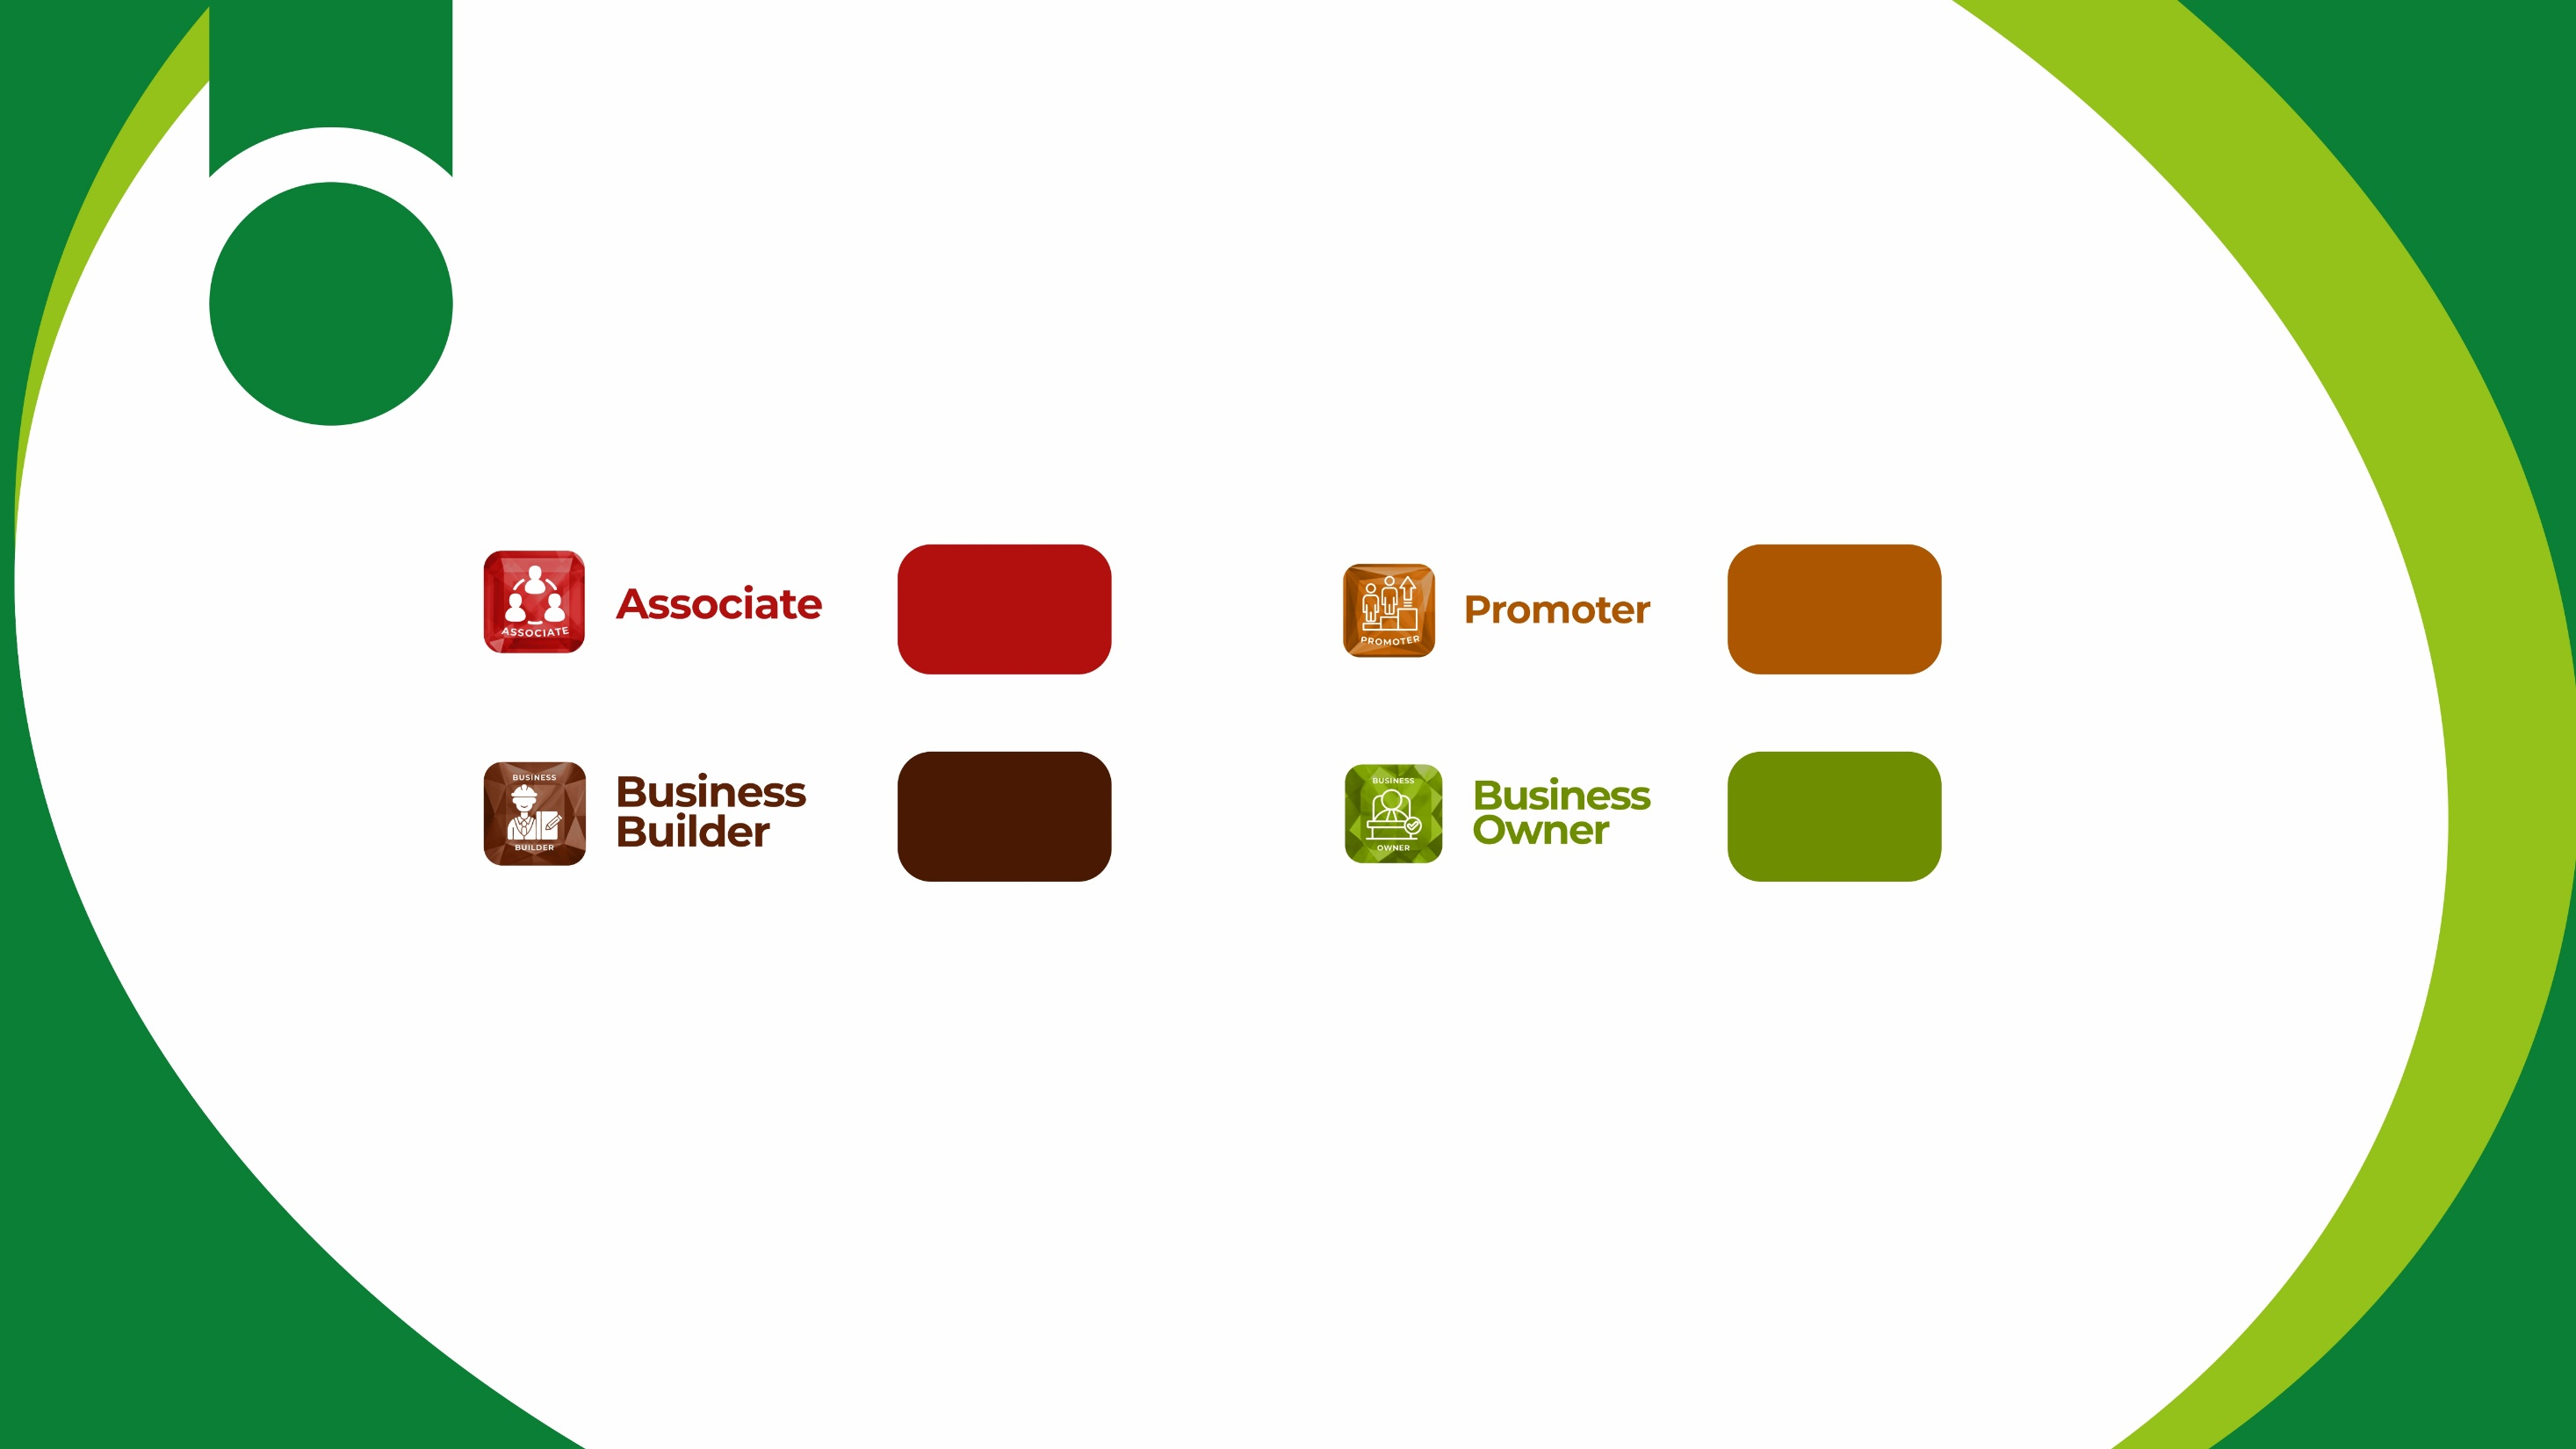 ASSOCIATE
Associate
PROMOTER
Promoter
BUSINESS
BUILDER
Business
Builder
BUSINESS
OWNER
Business
Owner